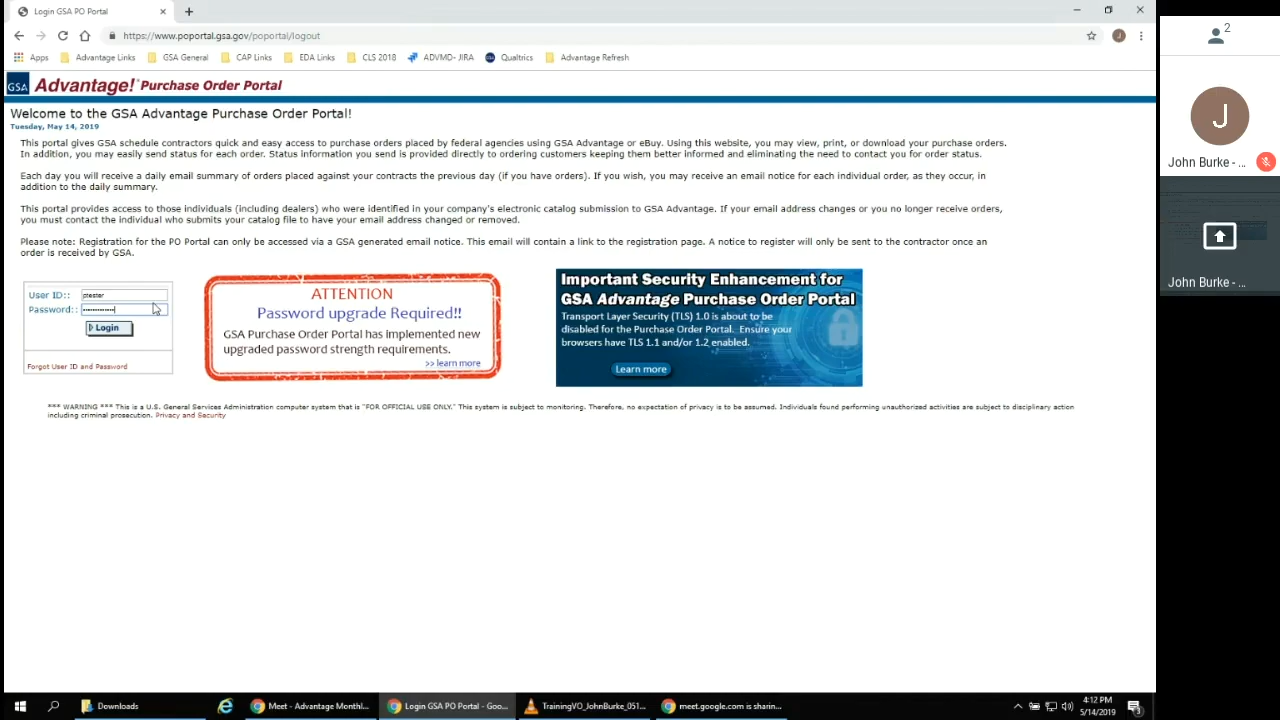 Login GSA PO Portal
https://www.poportal.gsa.gov/poportal/logout
J
Apps
Advantage Links
GSA General
CAP Links
EDA Links
CLS 2018
ADVMD- JIRA
Qualtrics
Advantage Refresh
GSA Advantage! Purchase Order Portal
Welcome to the GSA Advantage Purchase Order Portal!
Tuesday, May 14, 2019
This portal gives GSA schedule contractors quick and easy access to purchase orders placed by federal agencies using GSA Advantage or eBuy. Using this website, you may view, print, or download your purchase orders.
In addition, you may easily send status for each order. Status information you send is provided directly to ordering customers keeping them better informed and eliminating the need to contact you for order status.
Each day you will receive a daily email summary of orders placed against your contracts the previous day (if you have orders). If you wish, you may receive an email notice for each individual order, as they occur, in
addition to the daily summary.
This portal provides access to those individuals (including dealers) who were identified in your company's electronic catalog submission to GSA Advantage. If your email address changes or you no longer receive orders,
you must contact the individual who submits your catalog file to have your email address changed or removed.
Please note: Registration for the PO Portal can only be accessed via a GSA generated email notice. This email will contain a link to the registration page. A notice to register will only be sent to the contractor once an
order is received by GSA.
User ID:: ptester
Password:: •••••••••••••
Login
Forgot User ID and Password
ATTENTION
Password upgrade Required!!
GSA Purchase Order Portal has implemented new
upgraded password strength requirements.
>> learn more
Important Security Enhancement for
GSA Advantage Purchase Order Portal
Transport Layer Security (TLS) 1.0 is about to be
disabled for the Purchase Order Portal. Ensure your
browsers have TLS 1.1 and/or 1.2 enabled.
Learn more
*** WARNING *** This is a U.S. General Services Administration computer system that is "FOR OFFICIAL USE ONLY." This system is subject to monitoring. Therefore, no expectation of privacy is to be assumed. Individuals found performing unauthorized activities are subject to disciplinary action
including criminal prosecution. Privacy and Security
2
J
John Burke - ...
John Burke - ...
Downloads
Meet - Advantage Monthl...
Login GSA PO Portal - Goo...
TrainingVO_JohnBurke_051...
meet.google.com is sharin...
4:12 PM
5/14/2019
3